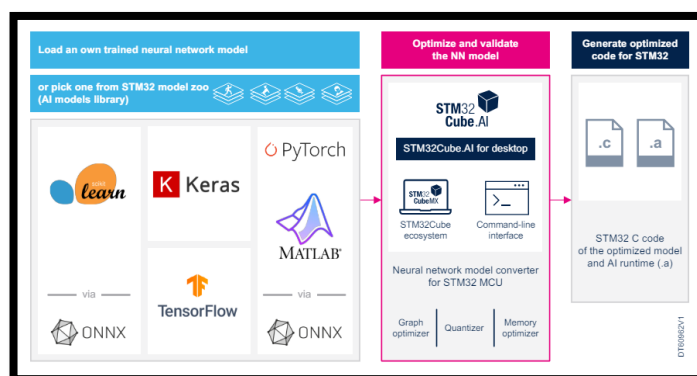 Load an own trained neural network model
or pick one from STM32 model zoo
(AI models library)
learn
K Keras
PyTorch
MATLAB®
via
ONNX
TensorFlow
via
ONNX
Optimize and validate
the NN model
STM32
Cube.AI
STM32Cube.AI for desktop
STM32
CubeMX
STM32Cube
ecosystem
>_
Command-line
interface
Neural network model converter
for STM32 MCU
Graph
optimizer
Quantizer
Memory
optimizer
Generate optimized
code for STM32
.c
.a
STM32 C code
of the optimized model
and AI runtime (.a)
DT60962V1